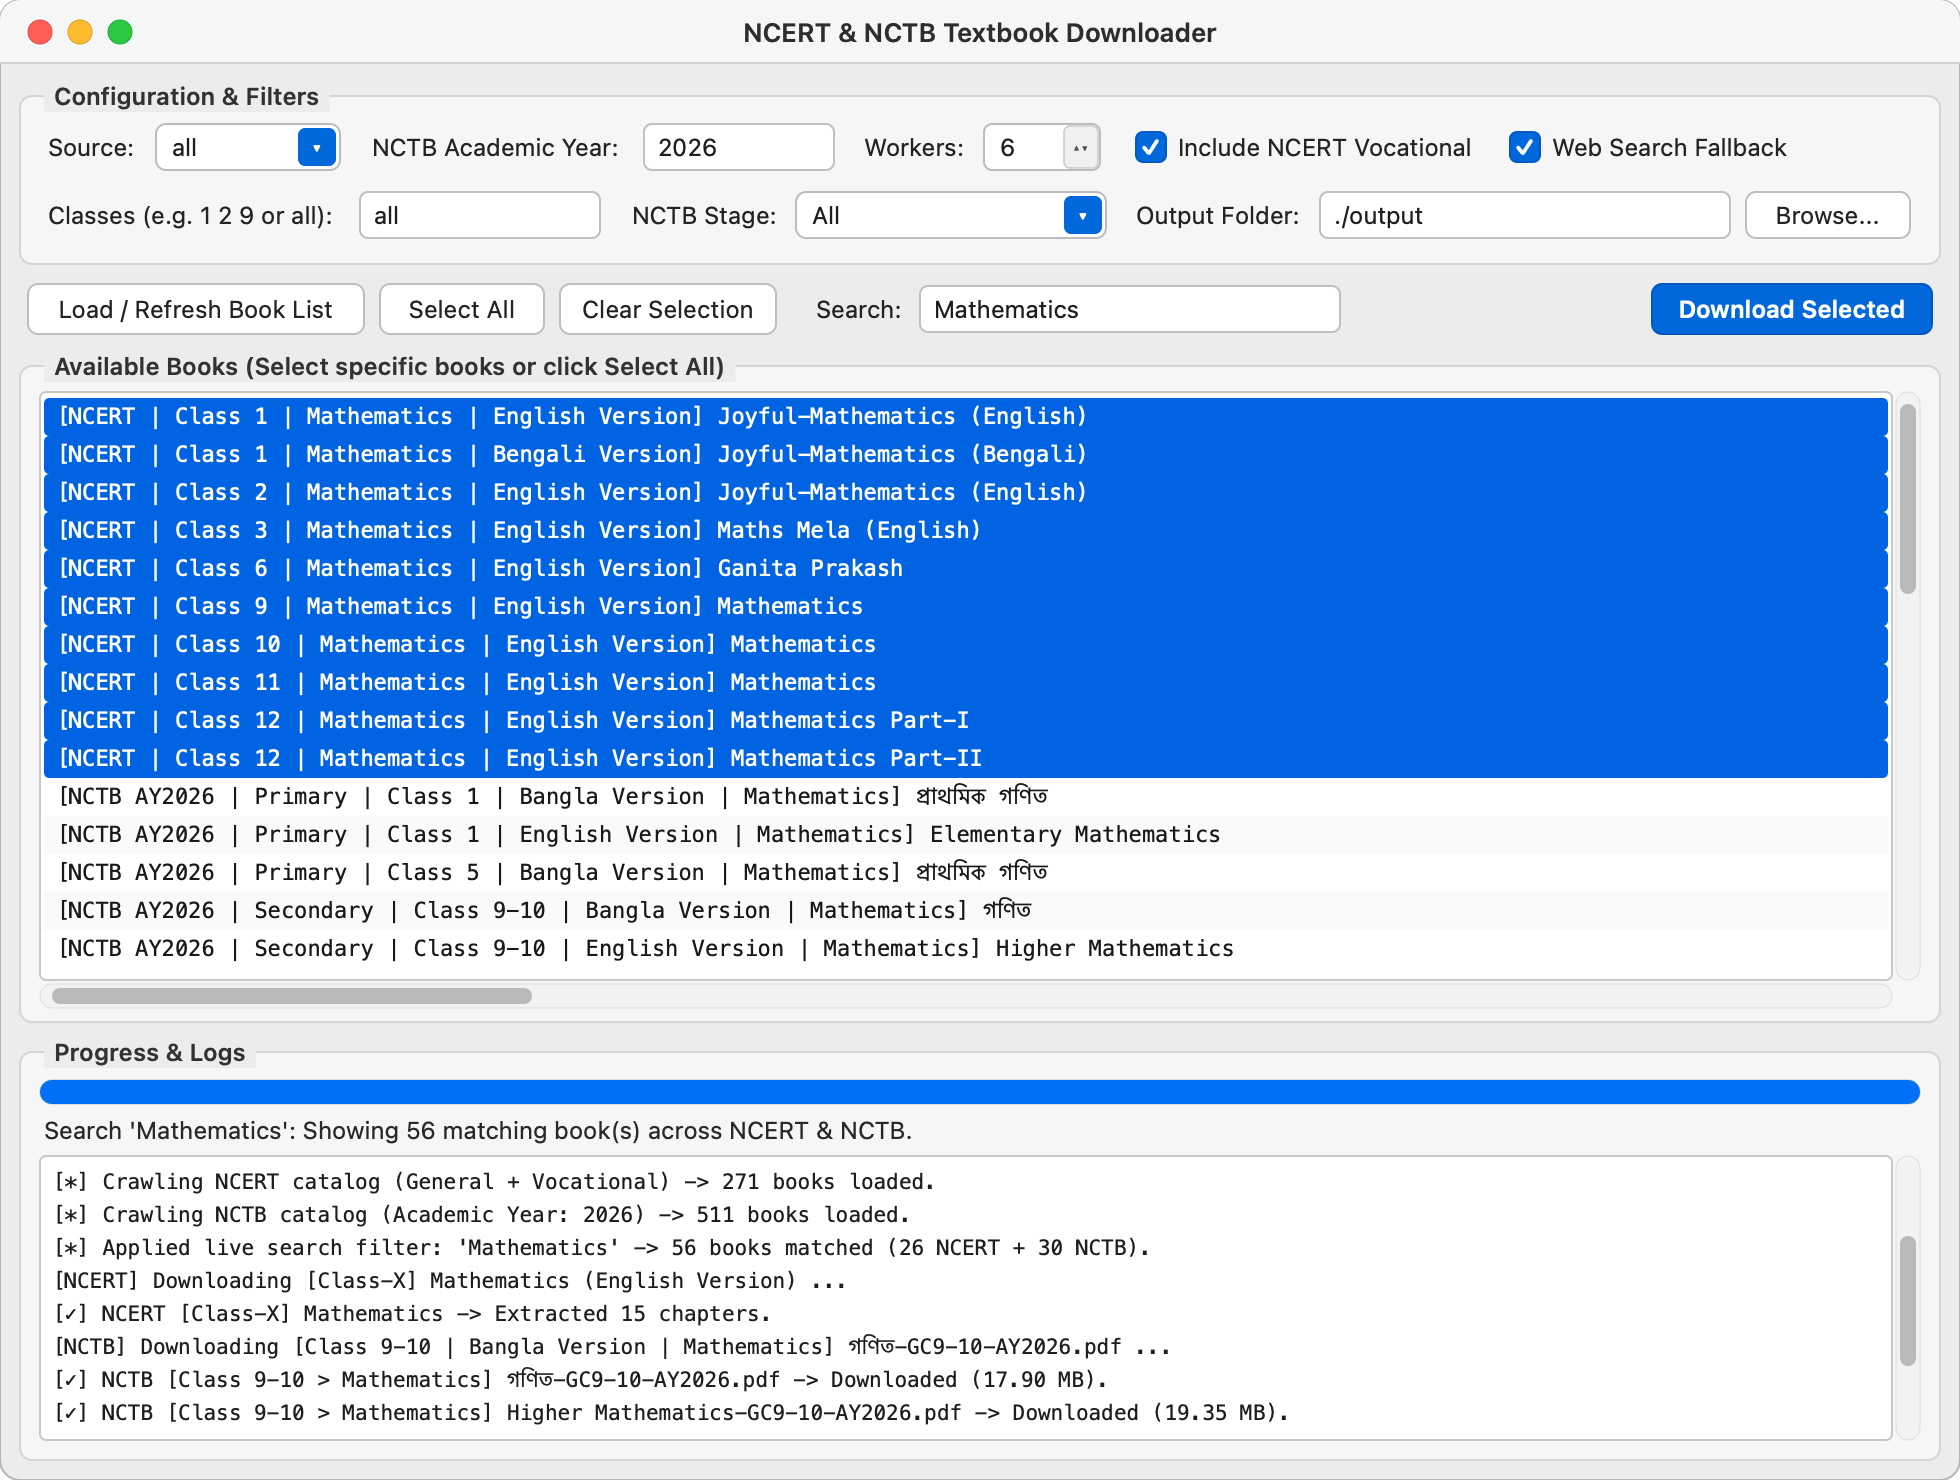 NCERT & NCTB Textbook Downloader
Configuration & Filters
Source: all NCTB Academic Year: 2026 Workers: 6 Include NCERT Vocational Web Search Fallback
Classes (e.g. 1 2 9 or all): all NCTB Stage: All Output Folder: ./output Browse...
Load / Refresh Book List Select All Clear Selection Search: Mathematics Download Selected
Available Books (Select specific books or click Select All)
[NCERT | Class 1 | Mathematics | English Version] Joyful-Mathematics (English)
[NCERT | Class 1 | Mathematics | Bengali Version] Joyful-Mathematics (Bengali)
[NCERT | Class 2 | Mathematics | English Version] Joyful-Mathematics (English)
[NCERT | Class 3 | Mathematics | English Version] Maths Mela (English)
[NCERT | Class 6 | Mathematics | English Version] Ganita Prakash
[NCERT | Class 9 | Mathematics | English Version] Mathematics
[NCERT | Class 10 | Mathematics | English Version] Mathematics
[NCERT | Class 11 | Mathematics | English Version] Mathematics
[NCERT | Class 12 | Mathematics | English Version] Mathematics Part-I
[NCERT | Class 12 | Mathematics | English Version] Mathematics Part-II
[NCTB AY2026 | Primary | Class 1 | Bangla Version | Mathematics] প্রাথমিক গণিত
[NCTB AY2026 | Primary | Class 1 | English Version | Mathematics] Elementary Mathematics
[NCTB AY2026 | Primary | Class 5 | Bangla Version | Mathematics] প্রাথমিক গণিত
[NCTB AY2026 | Secondary | Class 9-10 | Bangla Version | Mathematics] গণিত
[NCTB AY2026 | Secondary | Class 9-10 | English Version | Mathematics] Higher Mathematics
Progress & Logs
Search 'Mathematics': Showing 56 matching book(s) across NCERT & NCTB.
[*] Crawling NCERT catalog (General + Vocational) -> 271 books loaded.
[*] Crawling NCTB catalog (Academic Year: 2026) -> 511 books loaded.
[*] Applied live search filter: 'Mathematics' -> 56 books matched (26 NCERT + 30 NCTB).
[NCERT] Downloading [Class-X] Mathematics (English Version) ...
[✓] NCERT [Class-X] Mathematics -> Extracted 15 chapters.
[NCTB] Downloading [Class 9-10 | Bangla Version | Mathematics] গণিত-GC9-10-AY2026.pdf ...
[✓] NCTB [Class 9-10 > Mathematics] গণিত-GC9-10-AY2026.pdf -> Downloaded (17.90 MB).
[✓] NCTB [Class 9-10 > Mathematics] Higher Mathematics-GC9-10-AY2026.pdf -> Downloaded (19.35 MB).